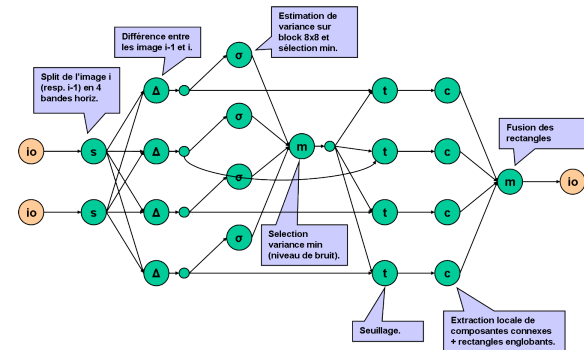 Estimation de
variance sur
block 8x8 et
sélection min.
Différence entre
les image i-1 et i.
Split de l'image i
(resp. i-1) en 4
bandes horiz.
σ
Δ
t
c
σ
io
s
Δ
m
t
c
Fusion des
rectangles
σ
m
io
io
s
Δ
t
c
σ
Selection
variance min
(niveau de bruit).
Δ
t
c
Seuillage.
Extraction locale de
composantes connexes
+ rectangles englobants.